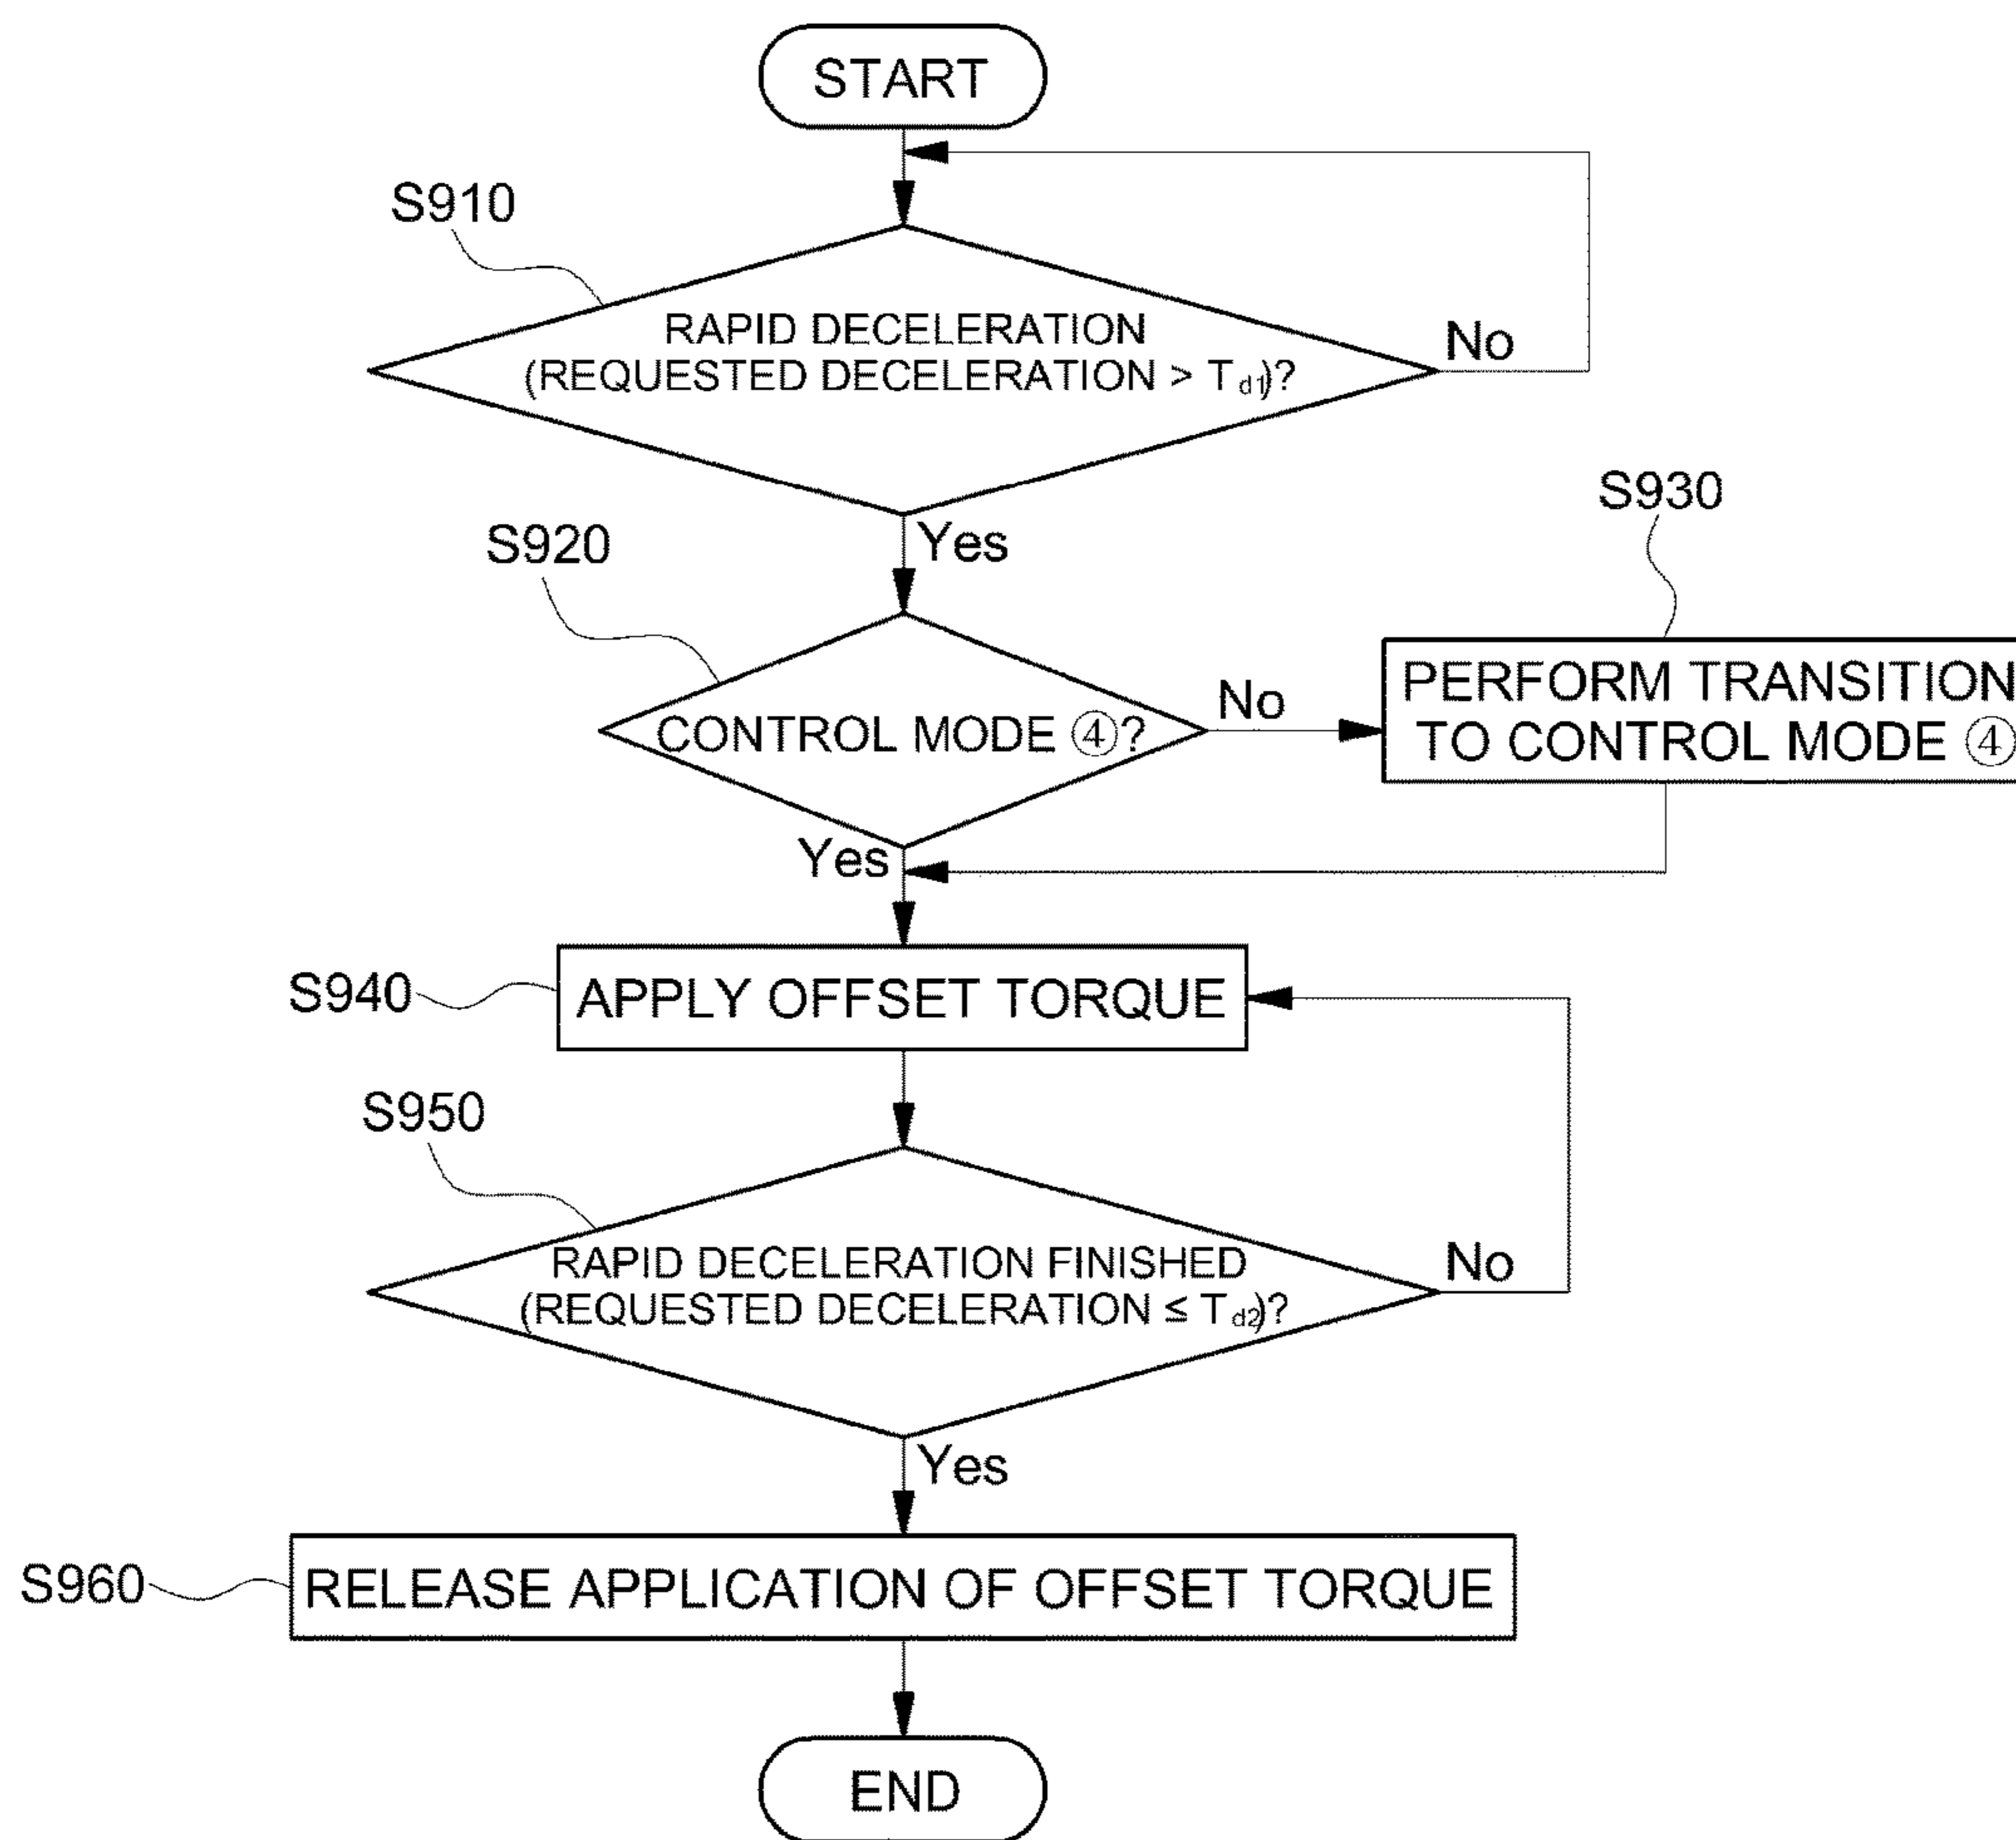 START
S910
RAPID DECELERATION
(REQUESTED DECELERATION > Td1)?
No
Yes
S920
S930
CONTROL MODE ④?
No
PERFORM TRANSITION
TO CONTROL MODE ④
Yes
S940
APPLY OFFSET TORQUE
S950
RAPID DECELERATION FINISHED
(REQUESTED DECELERATION ≤ Td2)?
No
Yes
S960
RELEASE APPLICATION OF OFFSET TORQUE
END